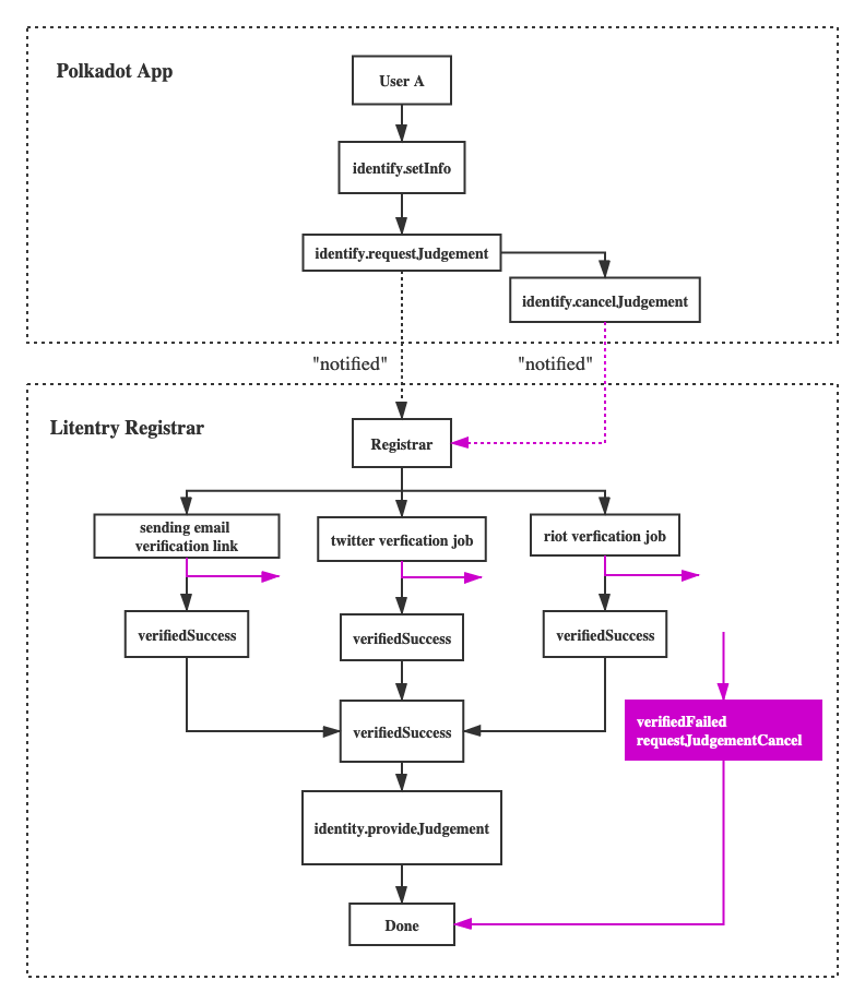 Polkadot App
User A
identify.setInfo
identify.requestJudgement
identify.cancelJudgement
"notified"
"notified"
Litentry Registrar
Registrar
sending email
verification link
twitter verfication job
riot verfication job
verifiedSuccess
verifiedSuccess
verifiedSuccess
verifiedSuccess
verifiedFailed
requestJudgementCancel
identity.provideJudgement
Done